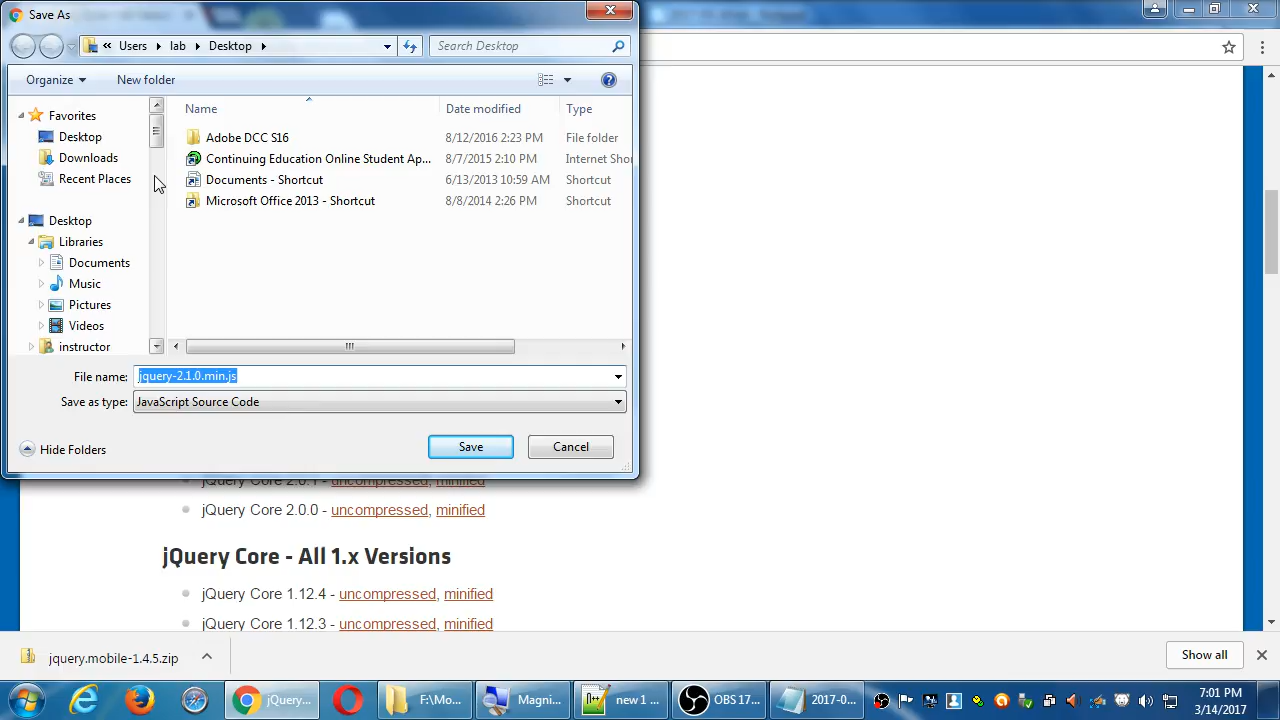 Save As
« Users lab Desktop
Search Desktop
Organize New folder
Name Date modified Type
Favorites
Desktop
Downloads
Recent Places
Desktop
Libraries
Documents
Music
Pictures
Videos
instructor
Adobe DCC S16 8/12/2016 2:23 PM File folder
Continuing Education Online Student Ap... 8/7/2015 2:10 PM Internet Shor
Documents - Shortcut 6/13/2013 10:59 AM Shortcut
Microsoft Office 2013 - Shortcut 8/8/2014 2:26 PM Shortcut
File name: jquery-2.1.0.min.js
Save as type: JavaScript Source Code
Hide Folders Save Cancel
jQuery Core 2.0.1 - uncompressed, minified
jQuery Core 2.0.0 - uncompressed, minified
jQuery Core - All 1.x Versions
jQuery Core 1.12.4 - uncompressed, minified
jQuery Core 1.12.3 - uncompressed, minified
jquery.mobile-1.4.5.zip Show all
jQuery... F:\Mo... Magni... new 1 ... OBS 17... 2017-0...
7:01 PM
3/14/2017